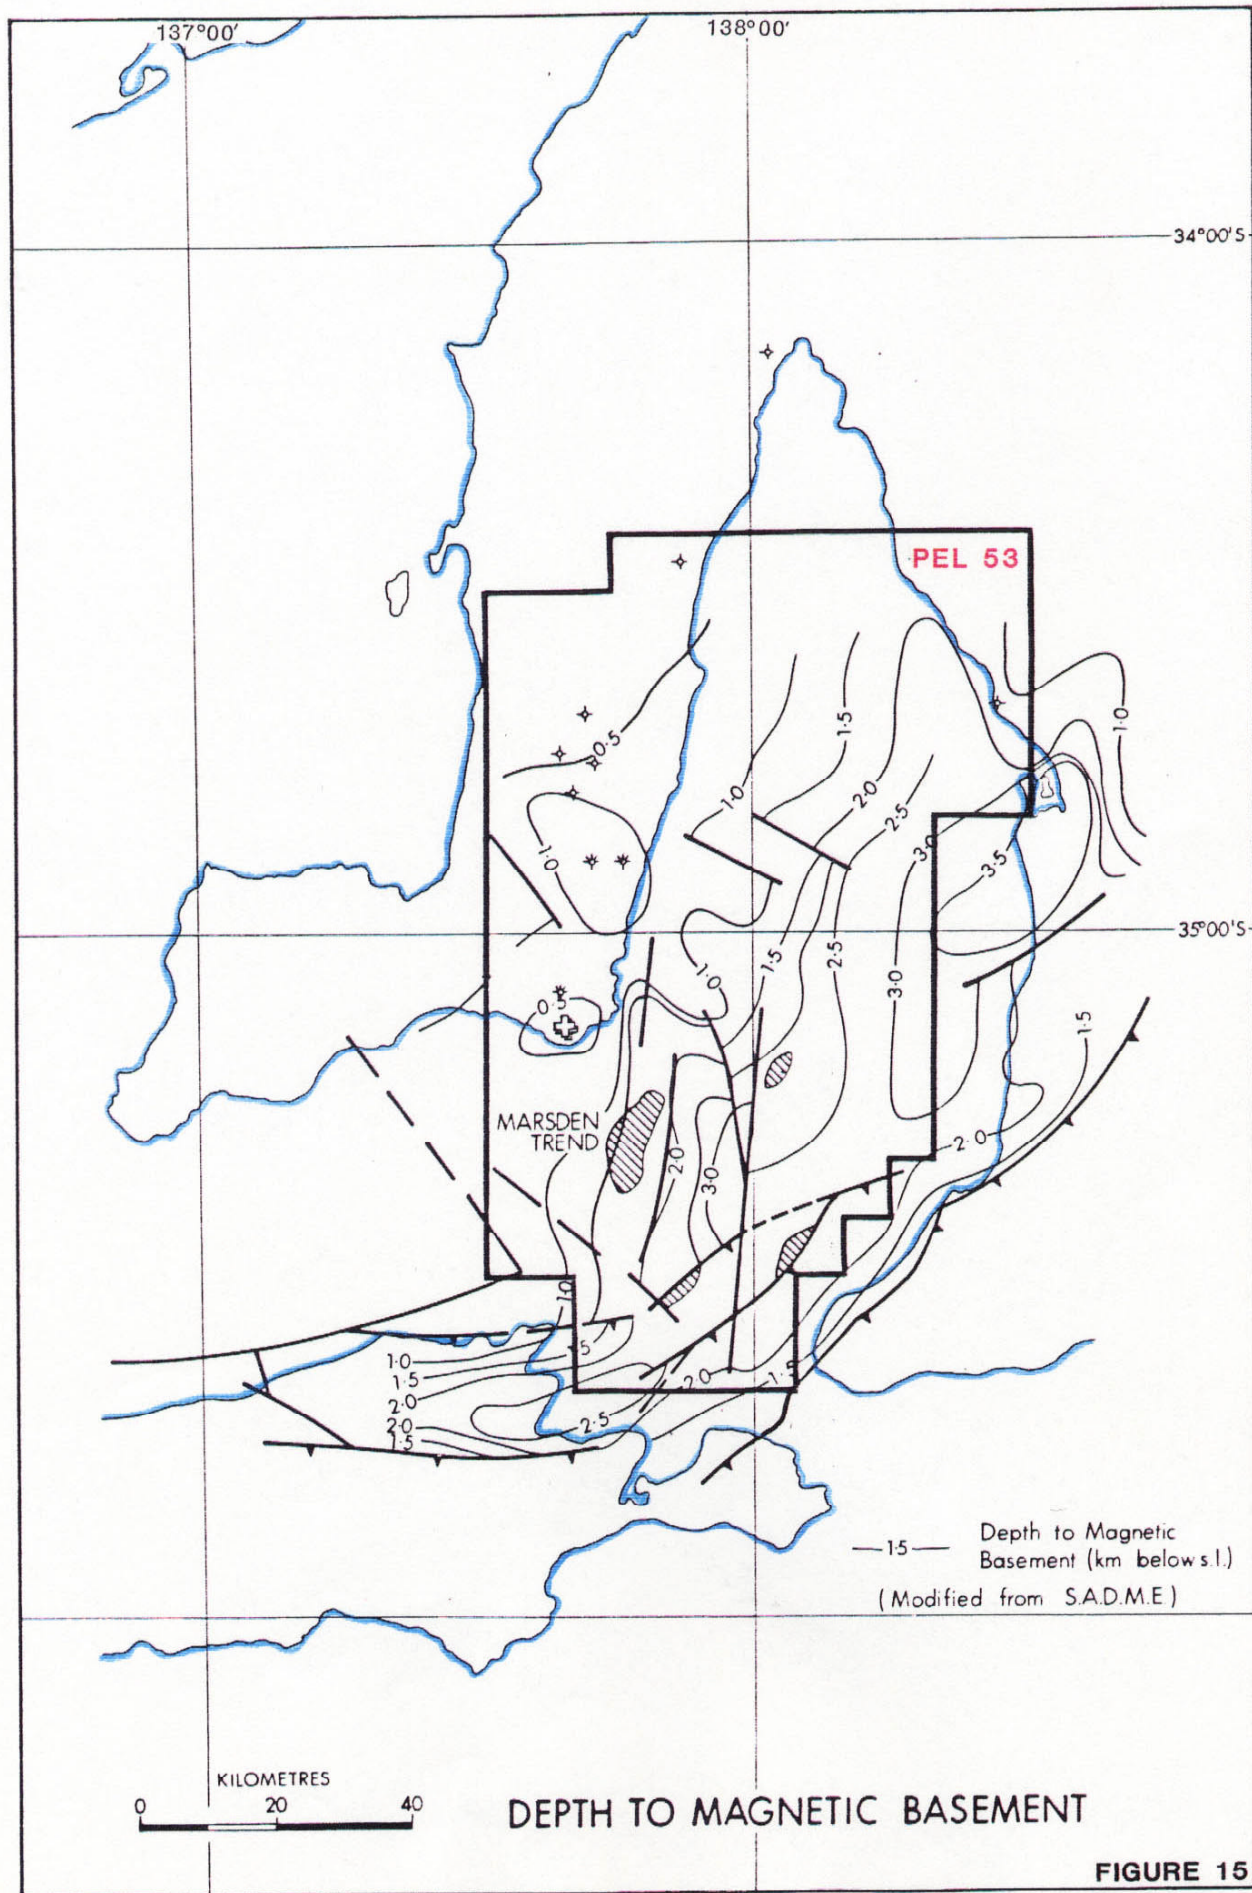 137°00'
138°00'
34°00'S
PEL 53
0·5
1·5
1·0
1·0
2·0
2·5
1·0
3·0
3·5
35°00'S
1·5
2·5
1·0
3·0
0·5
1·5
MARSDEN
TREND
2·0
2·0
3·0
1·0
1·0
·5
1·5
2·0
1·5
2·0
2·5
2·0
1·5
1·5
Depth to Magnetic
Basement (km below s.l.)
(Modified from S.A.D.M.E)
KILOMETRES
0 20 40
DEPTH TO MAGNETIC BASEMENT
FIGURE 15